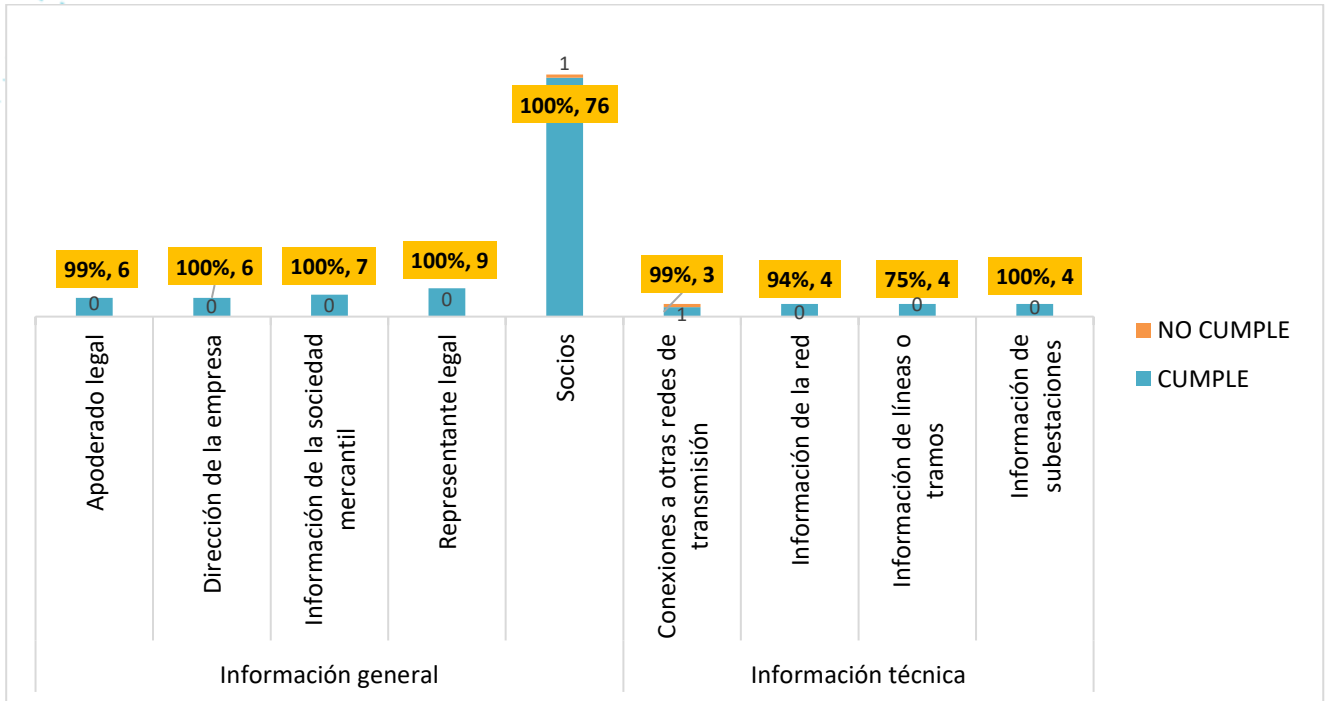 1
100%, 76
99%, 6
100%, 6
100%, 7
100%, 9
99%, 3
94%, 4
75%, 4
100%, 4
0
0
0
0
1
0
0
0
NO CUMPLE
CUMPLE
Apoderado legal
Dirección de la empresa
Información de la sociedad
mercantil
Representante legal
Socios
Conexiones a otras redes de
transmisión
Información de la red
Información de líneas o
tramos
Información de
subestaciones
Información general
Información técnica